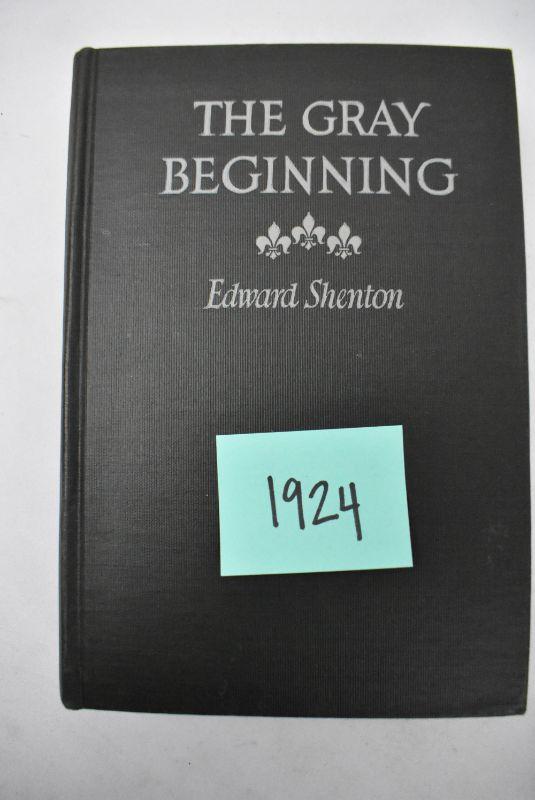 THE GRAY
BEGINNING
Edward Shenton
1924